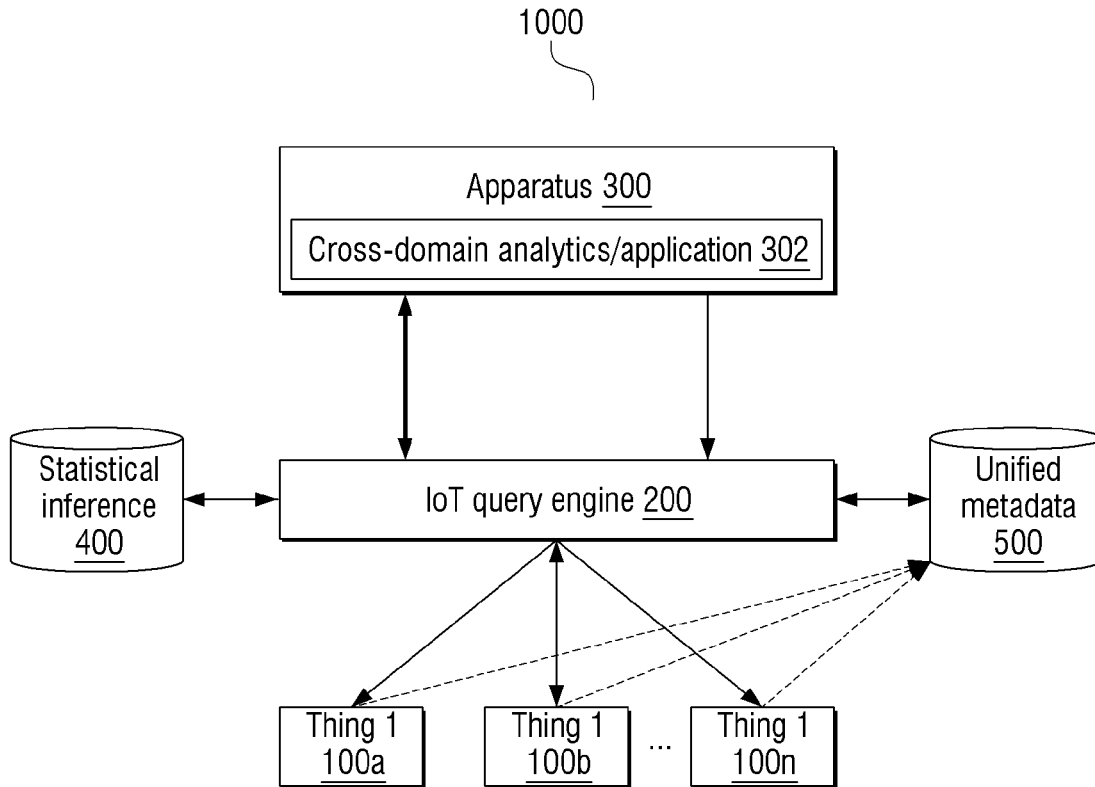 1000
Apparatus 300
Cross-domain analytics/application 302
Statistical
inference
400
IoT query engine 200
Unified
metadata
500
Thing 1
100a
Thing 1
100b
...
Thing 1
100n